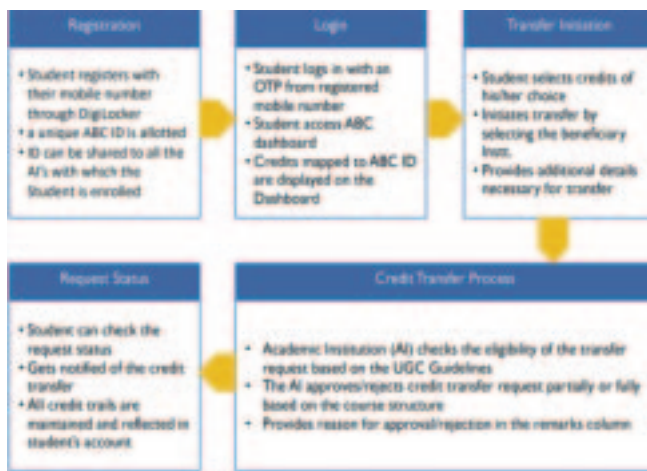 Registration
• Student registers with
their mobile number
through DigiLocker
• a unique ABC ID is allotted
• ID can be shared to all the
AI's with which the
Student is enrolled
Login
• Student logs in with an
OTP from registered
mobile number
• Student access ABC
dashboard
• Credits mapped to ABC ID
are displayed on the
Dashboard
Transfer Initiation
• Student selects credits of
his/her choice
• Initiates transfer by
selecting the beneficiary
Instt.
• Provides additional details
necessary for transfer
Credit Transfer Process
• Academic Institution (AI) checks the eligibility of the transfer
request based on the UGC Guidelines
• The AI approves/rejects credit transfer request partially or fully
based on the course structure
• Provides reason for approval/rejection in the remarks column
Request Status
• Student can check the
request status
• Gets notified of the credit
transfer
• All credit trails are
maintained and reflected in
student's account